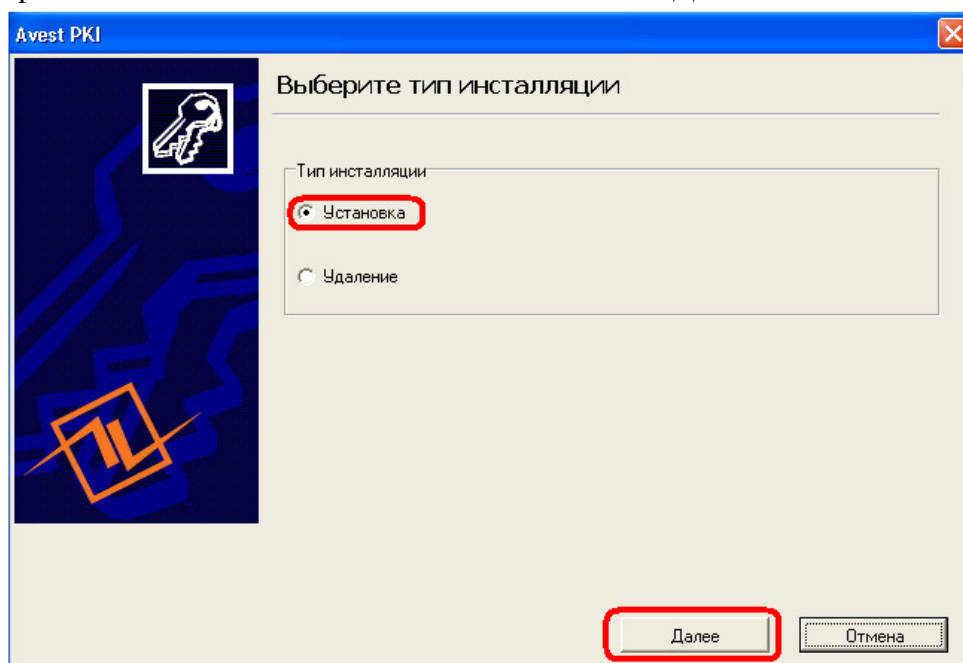 Avest PKI
Выберите тип инсталляции
Тип инсталляции
Установка
Удаление
Далее
Отмена